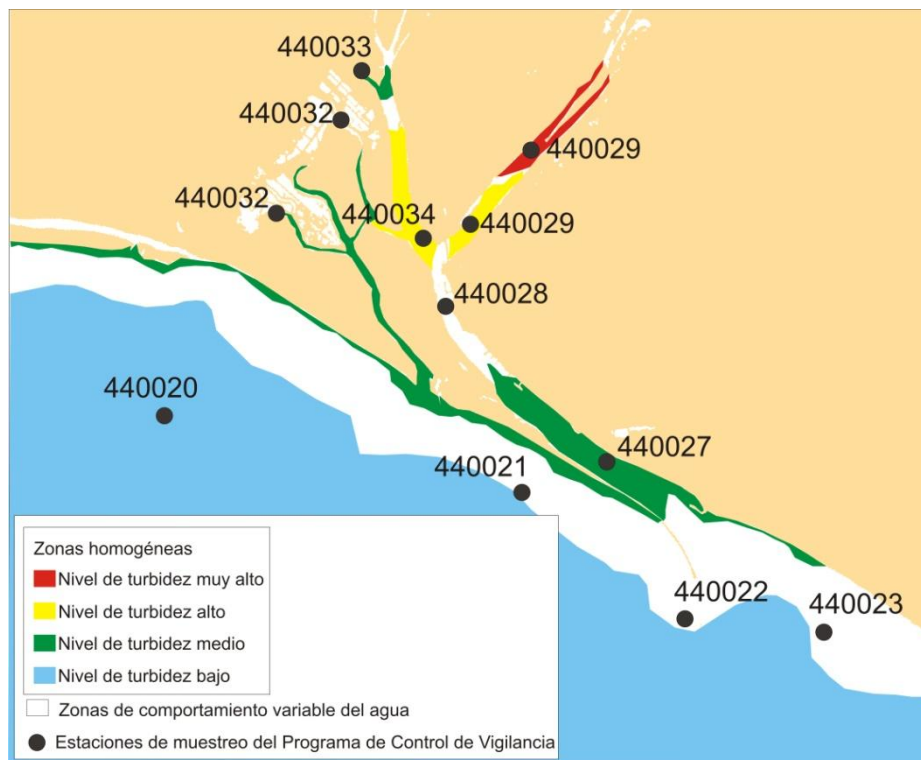 440033
440032
440029
440032
440034
440029
440028
440020
440027
440021
440022
440023
Zonas homogéneas
Nivel de turbidez muy alto
Nivel de turbidez alto
Nivel de turbidez medio
Nivel de turbidez bajo
Zonas de comportamiento variable del agua
Estaciones de muestreo del Programa de Control de Vigilancia